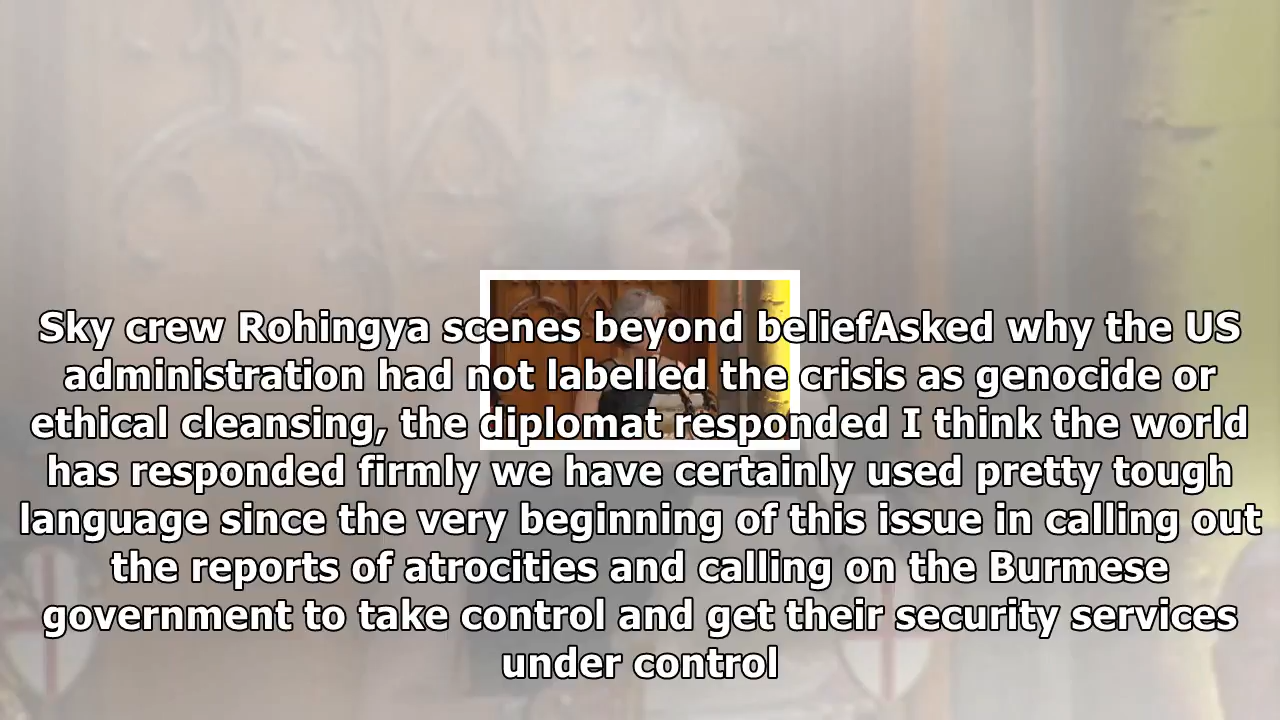 Sky crew Rohingya scenes beyond beliefAsked why the US
administration had not labelled the crisis as genocide or
ethical cleansing, the diplomat responded I think the world
has responded firmly we have certainly used pretty tough
language since the very beginning of this issue in calling out
the reports of atrocities and calling on the Burmese
government to take control and get their security services
under control